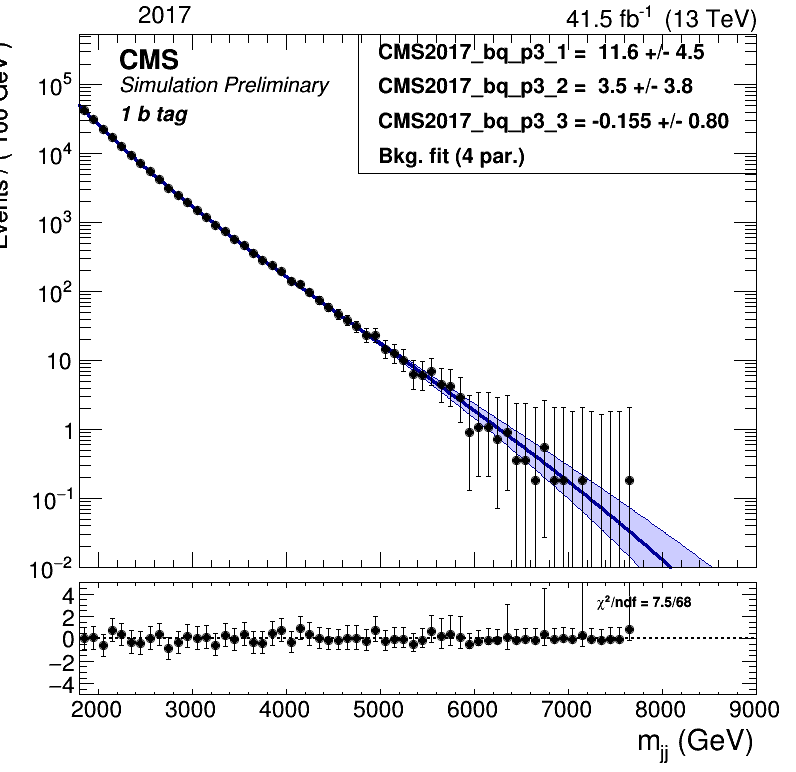 2017
41.5 fb⁻¹ (13 TeV)
CMS
Simulation Preliminary
1 b tag
CMS2017_bq_p3_1 = 11.6 +/- 4.5
CMS2017_bq_p3_2 = 3.5 +/- 3.8
CMS2017_bq_p3_3 = -0.155 +/- 0.80
Bkg. fit (4 par.)
Events / ( 100 GeV )
10⁵
10⁴
10³
10²
10
1
10⁻¹
10⁻²
χ²/ndf = 7.5/68
4
2
0
−2
−4
2000 3000 4000 5000 6000 7000 8000 9000
m_jj (GeV)